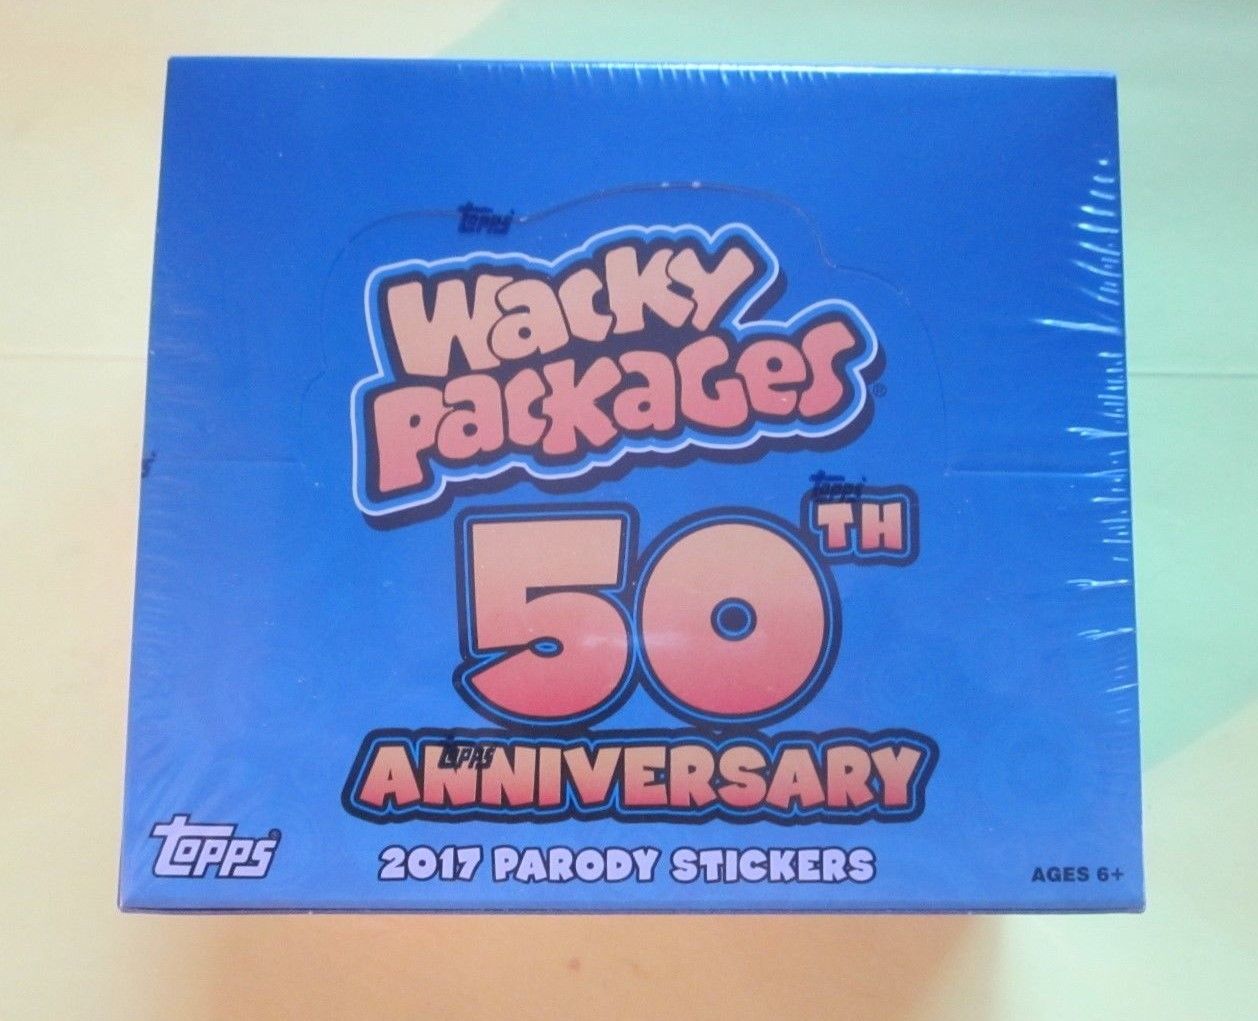 Topps
Wacky
Packages®
Topps
50TH
Topps
ANNIVERSARY
Topps®
2017 PARODY STICKERS
AGES 6+